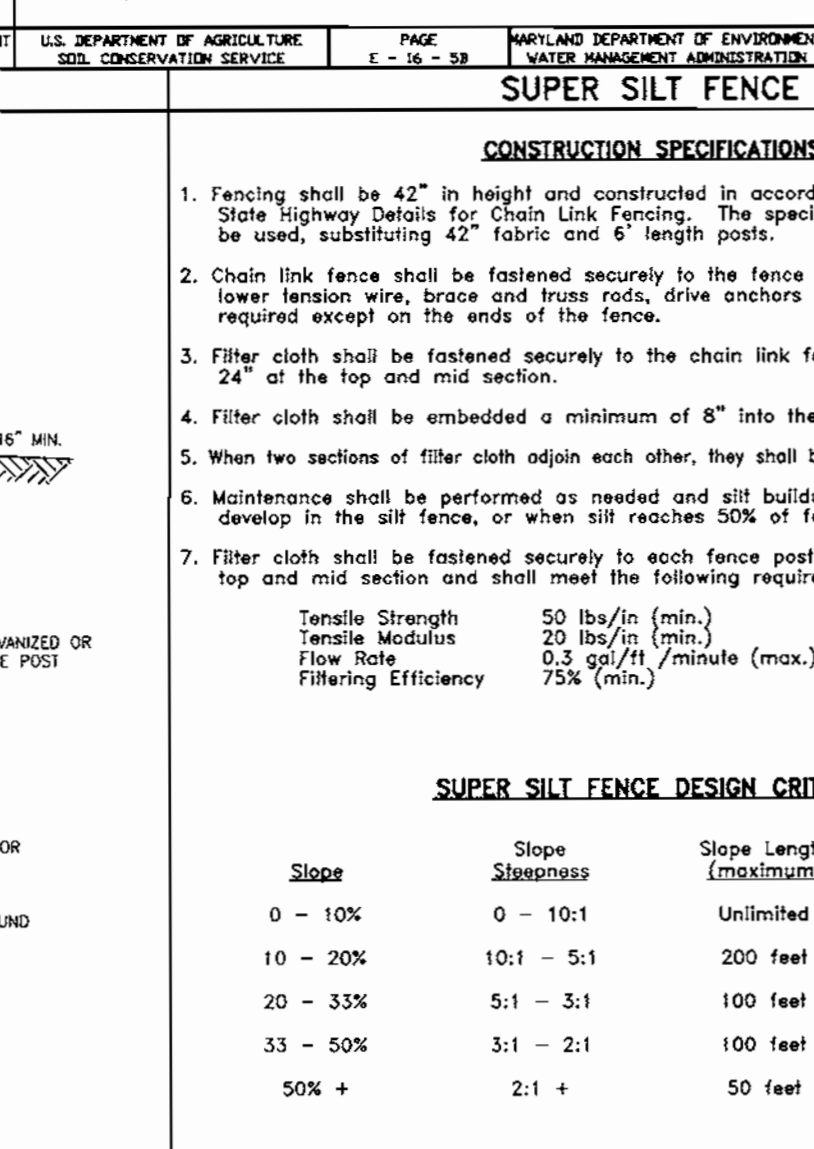 U.S. DEPARTMENT OF AGRICULTURE
SOIL CONSERVATION SERVICE
PAGE
E - 16 - 5B
MARYLAND DEPARTMENT OF ENVIRONMEN
WATER MANAGEMENT ADMINISTRATION
SUPER SILT FENCE
CONSTRUCTION SPECIFICATIONS
1. Fencing shall be 42" in height and constructed in accord
State Highway Details for Chain Link Fencing. The speci
be used, substituting 42" fabric and 6' length posts.
2. Chain link fence shall be fastened securely to the fence
lower tension wire, brace and truss rods, drive anchors
required except on the ends of the fence.
3. Filter cloth shall be fastened securely to the chain link f
24" at the top and mid section.
4. Filter cloth shall be embedded a minimum of 8" into the
5. When two sections of filter cloth adjoin each other, they shall b
6. Maintenance shall be performed as needed and silt builds
develop in the silt fence, or when silt reaches 50% of f
7. Filter cloth shall be fastened securely to each fence post
top and mid section and shall meet the following require
Tensile Strength 50 lbs/in (min.)
Tensile Modulus 20 lbs/in (min.)
Flow Rate 0.3 gal/ft /minute (max.)
Filtering Efficiency 75% (min.)
16" MIN.
VANIZED OR
E POST
OR
UND
SUPER SILT FENCE DESIGN CRIT
Slope
Slope Steepness
Slope Lengt
(maximum
0 - 10% 0 - 10:1 Unlimited
10 - 20% 10:1 - 5:1 200 feet
20 - 33% 5:1 - 3:1 100 feet
33 - 50% 3:1 - 2:1 100 feet
50% + 2:1 + 50 feet